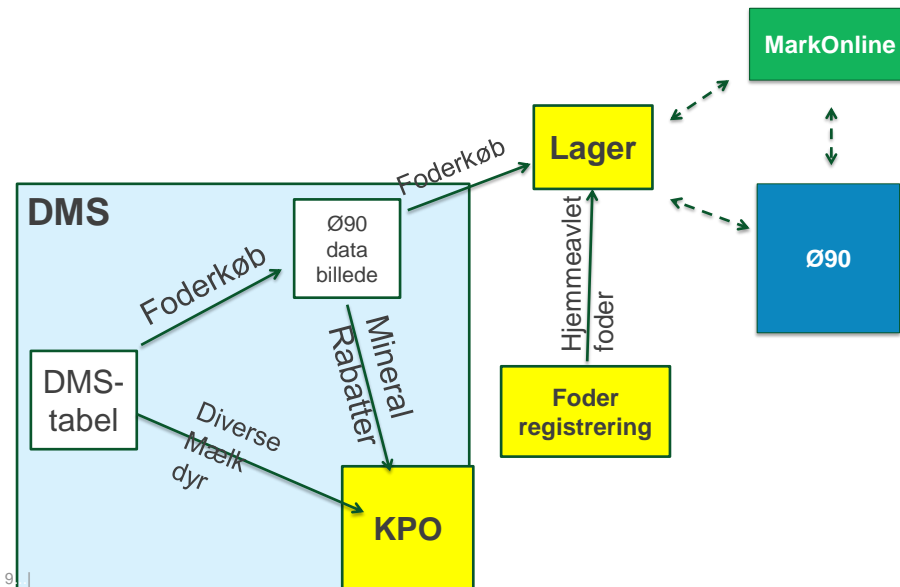 MarkOnline
Lager
Foderkøb
DMS
Ø90
data
billede
Ø90
Foderkøb
Hjemmeavlet
foder
Mineral
Rabatter
DMS-
tabel
Foder
registrering
Diverse
Mælk
dyr
KPO
9. |